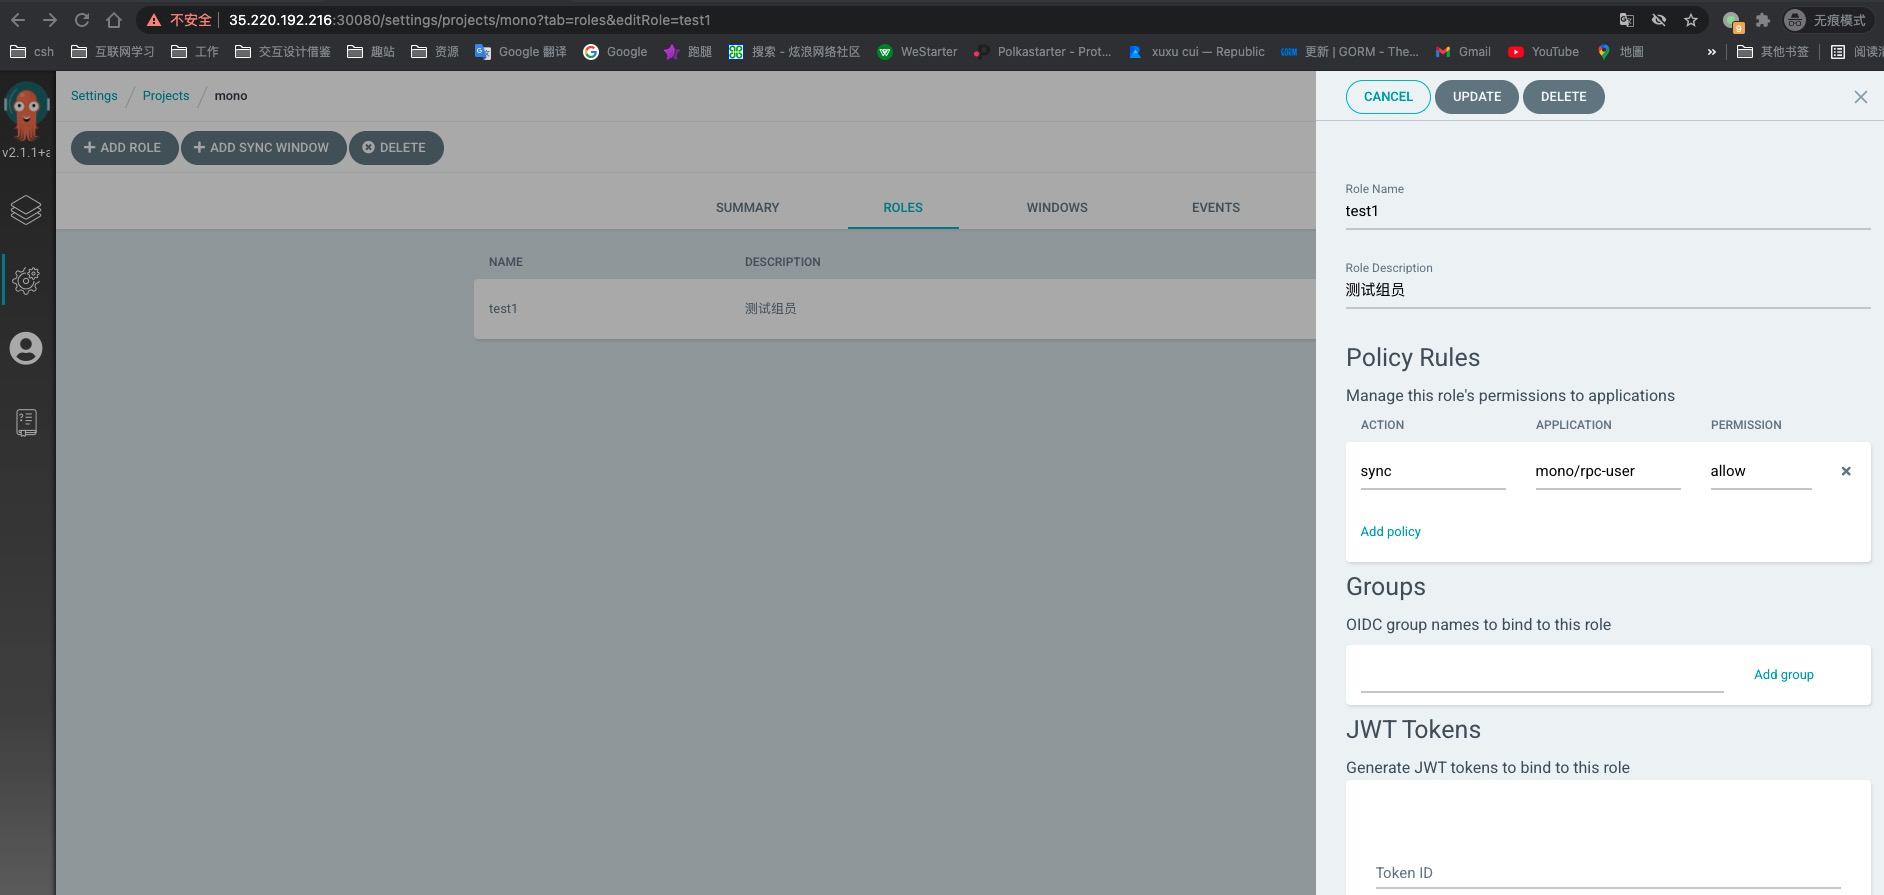 不安全 35.220.192.216:30080/settings/projects/mono?tab=roles&editRole=test1 9 无痕模式
csh 互联网学习 工作 交互设计借鉴 趣站 资源 Google 翻译 Google 跑腿 搜索 - 炫浪网络社区 WeStarter Polkastarter - Prot... xuxu cui — Republic GORM 更新 | GORM - The... Gmail YouTube 地圖 » 其他书签
Settings Projects mono
CANCEL UPDATE DELETE
v2.1.1+a
ADD ROLE ADD SYNC WINDOW DELETE
SUMMARY ROLES WINDOWS EVENTS
NAME DESCRIPTION
test1 测试组员
Role Name
test1
Role Description
测试组员
Policy Rules
Manage this role's permissions to applications
ACTION APPLICATION PERMISSION
sync mono/rpc-user allow
Add policy
Groups
OIDC group names to bind to this role
Add group
JWT Tokens
Generate JWT tokens to bind to this role
Token ID